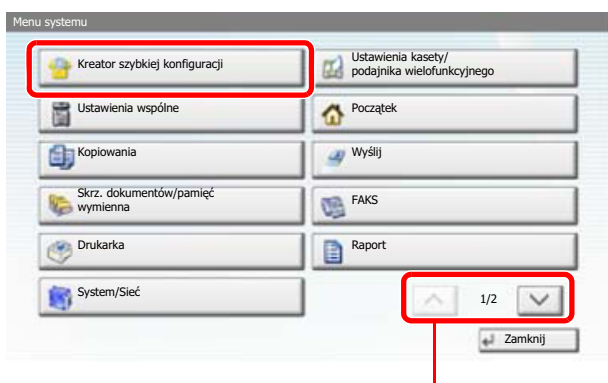 Menu systemu
Kreator szybkiej konfiguracji
Ustawienia kasety/
podajnika wielofunkcyjnego
Ustawienia wspólne
Początek
Kopiowania
Wyślij
Skrz. dokumentów/pamięć
wymienna
FAKS
Drukarka
Raport
System/Sieć
1/2
Zamknij